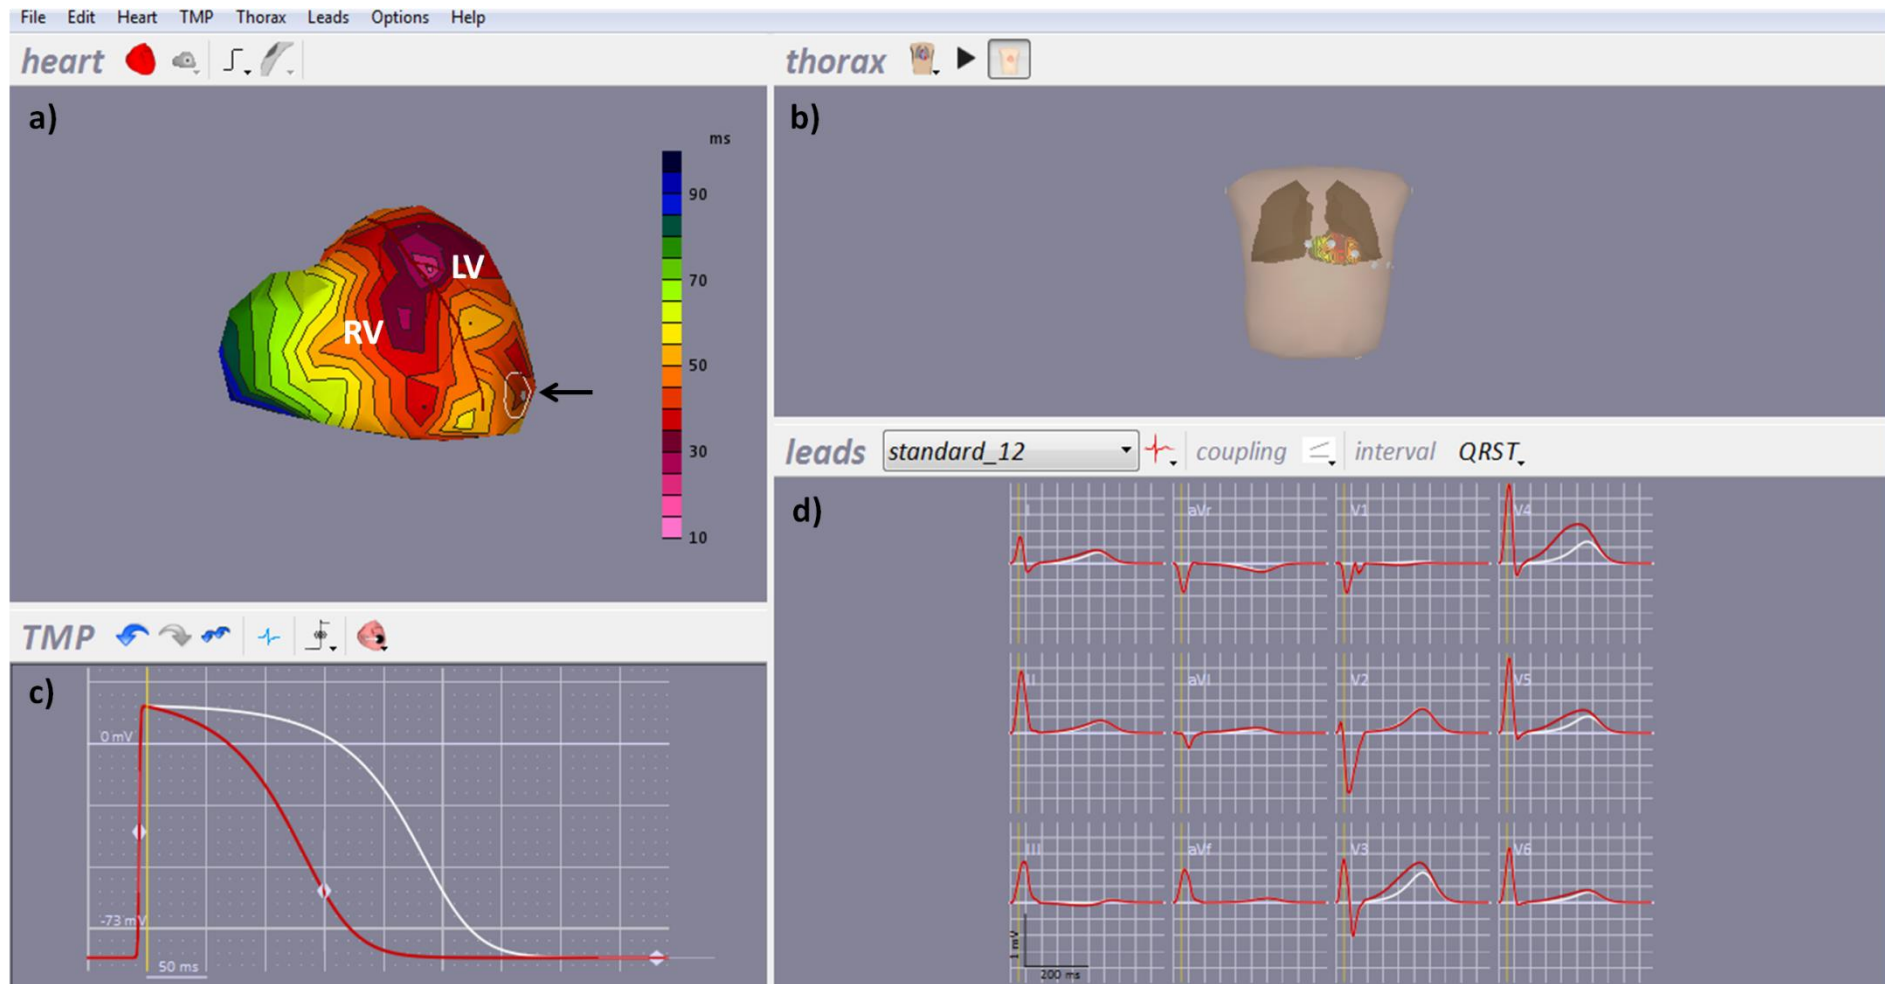 File Edit Heart TMP Thorax Leads Options Help
heart
a)
ms
90
70
50
30
10
LV
RV
thorax
b)
TMP
c)
0 mV
-73 mV
50 ms
leads standard_12 coupling interval QRST
d)
I aVr V1 V4
II aVl V2 V5
III aVf V3 V6
1 mV
200 ms